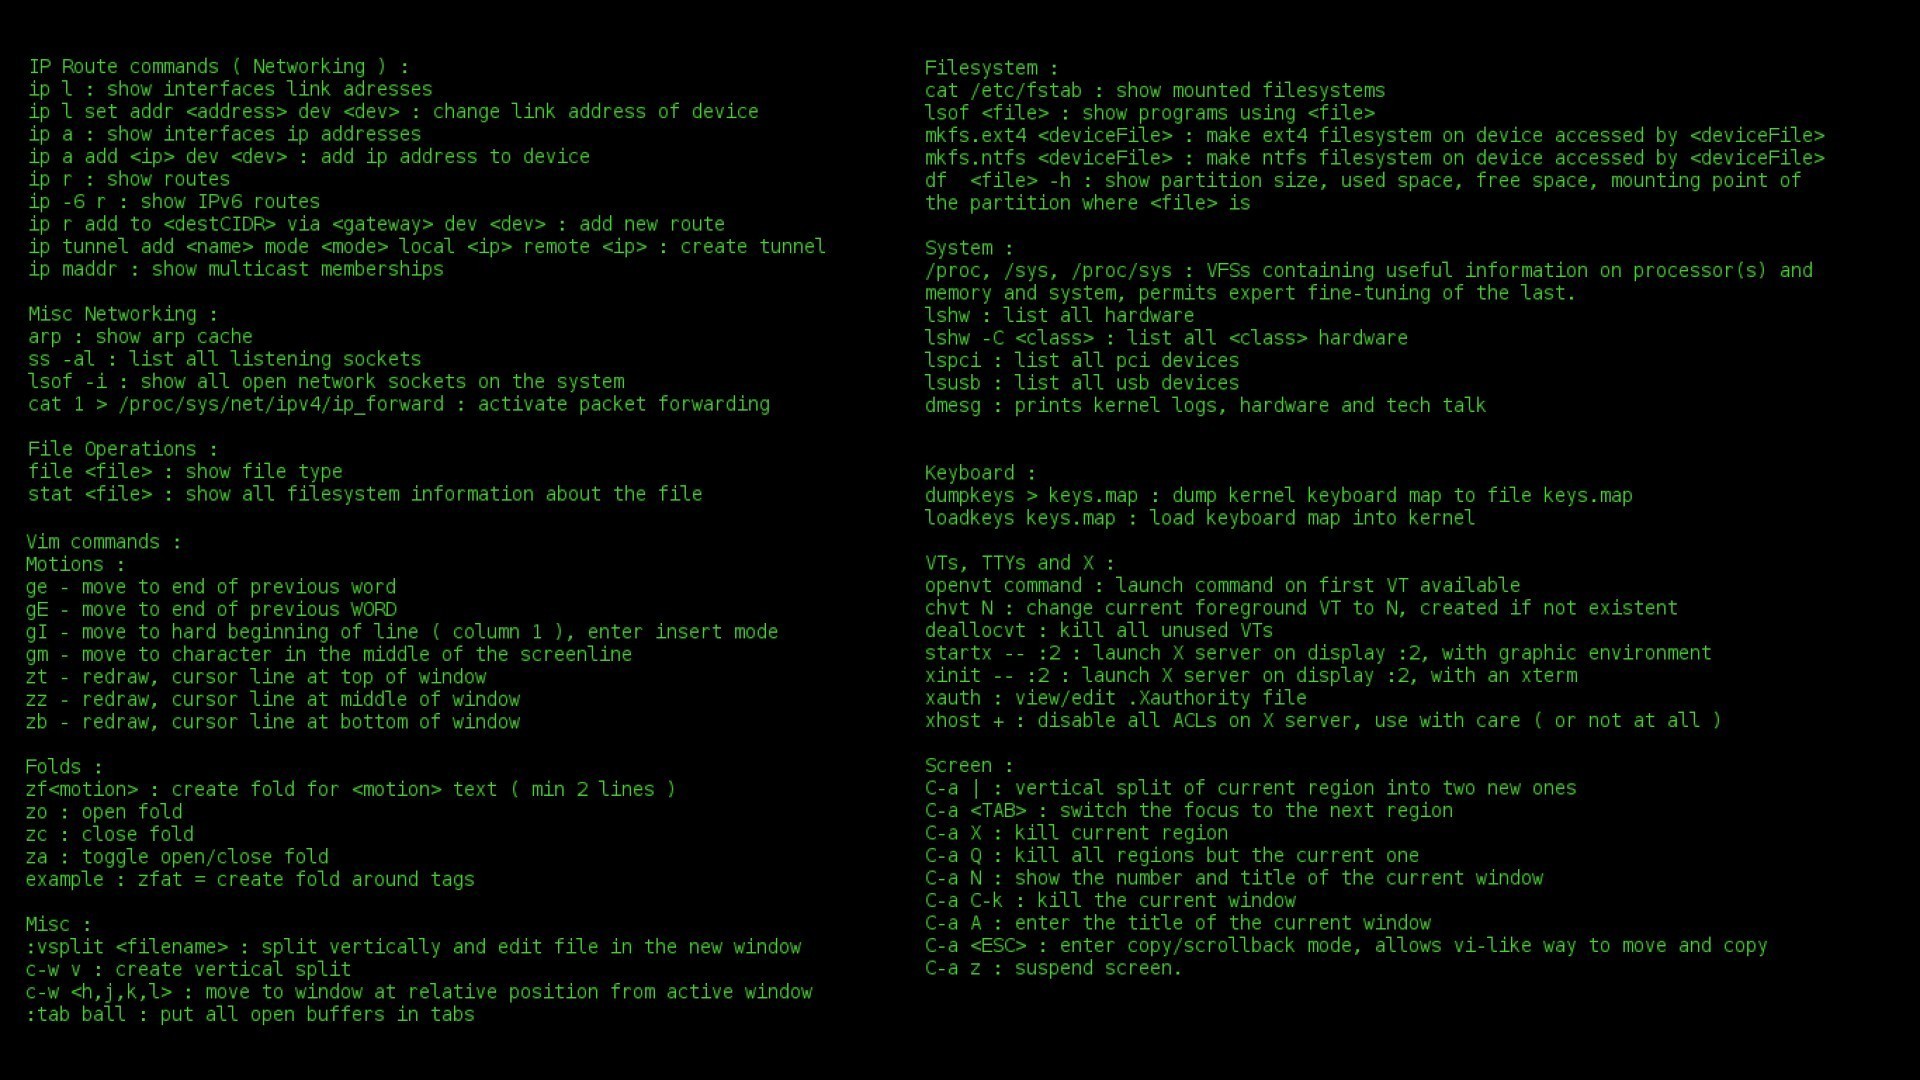 IP Route commands ( Networking ) :
ip l : show interfaces link adresses
ip l set addr <address> dev <dev> : change link address of device
ip a : show interfaces ip addresses
ip a add <ip> dev <dev> : add ip address to device
ip r : show routes
ip -6 r : show IPv6 routes
ip r add to <destCIDR> via <gateway> dev <dev> : add new route
ip tunnel add <name> mode <mode> local <ip> remote <ip> : create tunnel
ip maddr : show multicast memberships

Misc Networking :
arp : show arp cache
ss -al : list all listening sockets
lsof -i : show all open network sockets on the system
cat 1 > /proc/sys/net/ipv4/ip_forward : activate packet forwarding

File Operations :
file <file> : show file type
stat <file> : show all filesystem information about the file

Vim commands :
Motions :
ge - move to end of previous word
gE - move to end of previous WORD
gI - move to hard beginning of line ( column 1 ), enter insert mode
gm - move to character in the middle of the screenline
zt - redraw, cursor line at top of window
zz - redraw, cursor line at middle of window
zb - redraw, cursor line at bottom of window

Folds :
zf<motion> : create fold for <motion> text ( min 2 lines )
zo : open fold
zc : close fold
za : toggle open/close fold
example : zfat = create fold around tags

Misc :
:vsplit <filename> : split vertically and edit file in the new window
c-w v : create vertical split
c-w <h,j,k,l> : move to window at relative position from active window
:tab ball : put all open buffers in tabs

Filesystem :
cat /etc/fstab : show mounted filesystems
lsof <file> : show programs using <file>
mkfs.ext4 <deviceFile> : make ext4 filesystem on device accessed by <deviceFile>
mkfs.ntfs <deviceFile> : make ntfs filesystem on device accessed by <deviceFile>
df  <file> -h : show partition size, used space, free space, mounting point of
the partition where <file> is

System :
/proc, /sys, /proc/sys : VFSs containing useful information on processor(s) and
memory and system, permits expert fine-tuning of the last.
lshw : list all hardware
lshw -C <class> : list all <class> hardware
lspci : list all pci devices
lsusb : list all usb devices
dmesg : prints kernel logs, hardware and tech talk

Keyboard :
dumpkeys > keys.map : dump kernel keyboard map to file keys.map
loadkeys keys.map : load keyboard map into kernel

VTs, TTYs and X :
openvt command : launch command on first VT available
chvt N : change current foreground VT to N, created if not existent
deallocvt : kill all unused VTs
startx -- :2 : launch X server on display :2, with graphic environment
xinit -- :2 : launch X server on display :2, with an xterm
xauth : view/edit .Xauthority file
xhost + : disable all ACLs on X server, use with care ( or not at all )

Screen :
C-a | : vertical split of current region into two new ones
C-a <TAB> : switch the focus to the next region
C-a X : kill current region
C-a Q : kill all regions but the current one
C-a N : show the number and title of the current window
C-a C-k : kill the current window
C-a A : enter the title of the current window
C-a <ESC> : enter copy/scrollback mode, allows vi-like way to move and copy
C-a z : suspend screen.